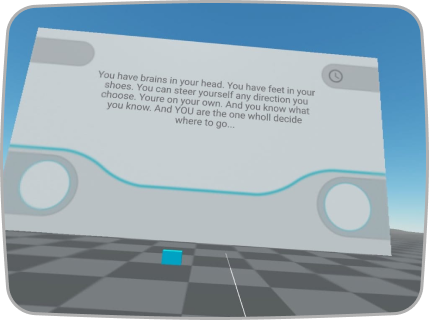 You have brains in your head. You have feet in your
shoes. You can steer yourself any direction you
choose. Youre on your own. And you know what
you know. And YOU are the one wholl decide
where to go...